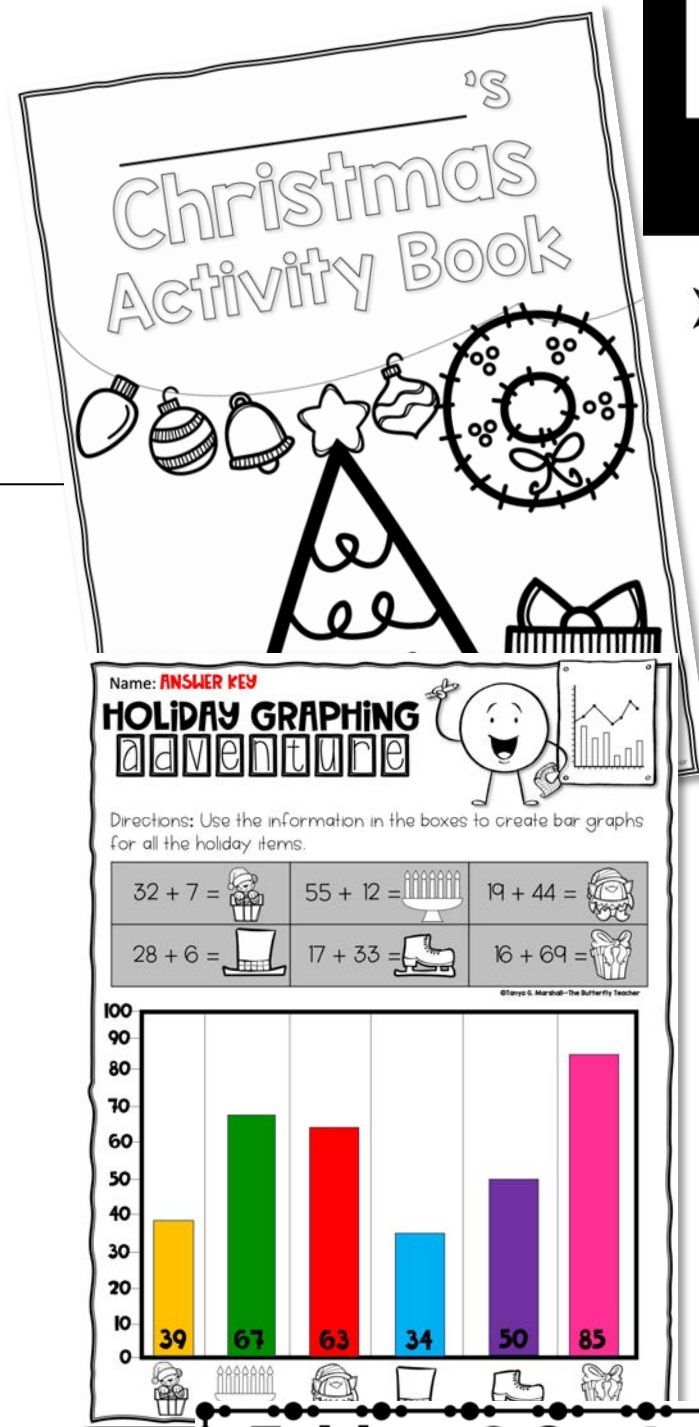 's
Christmas
Activity Book
Name: ANSWER KEY
HOLIDAY GRAPHING
adventure
Directions: Use the information in the boxes to create bar graphs
for all the holiday items.
32 + 7 =
55 + 12 =
19 + 44 =
28 + 6 =
17 + 33 =
16 + 69 =
©Tanya G. Marshall--The Butterfly Teacher
100
90
80
70
60
50
40
30
20
10
0
39
67
63
34
50
85